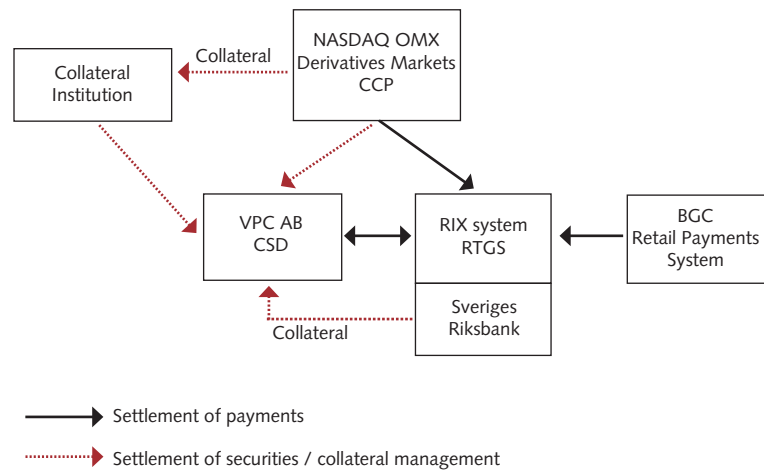 NASDAQ OMX
Derivatives Markets
CCP
Collateral
Collateral
Institution
VPC AB
CSD
RIX system
RTGS
BGC
Retail Payments
System
Sveriges
Riksbank
Collateral
Settlement of payments
Settlement of securities / collateral management